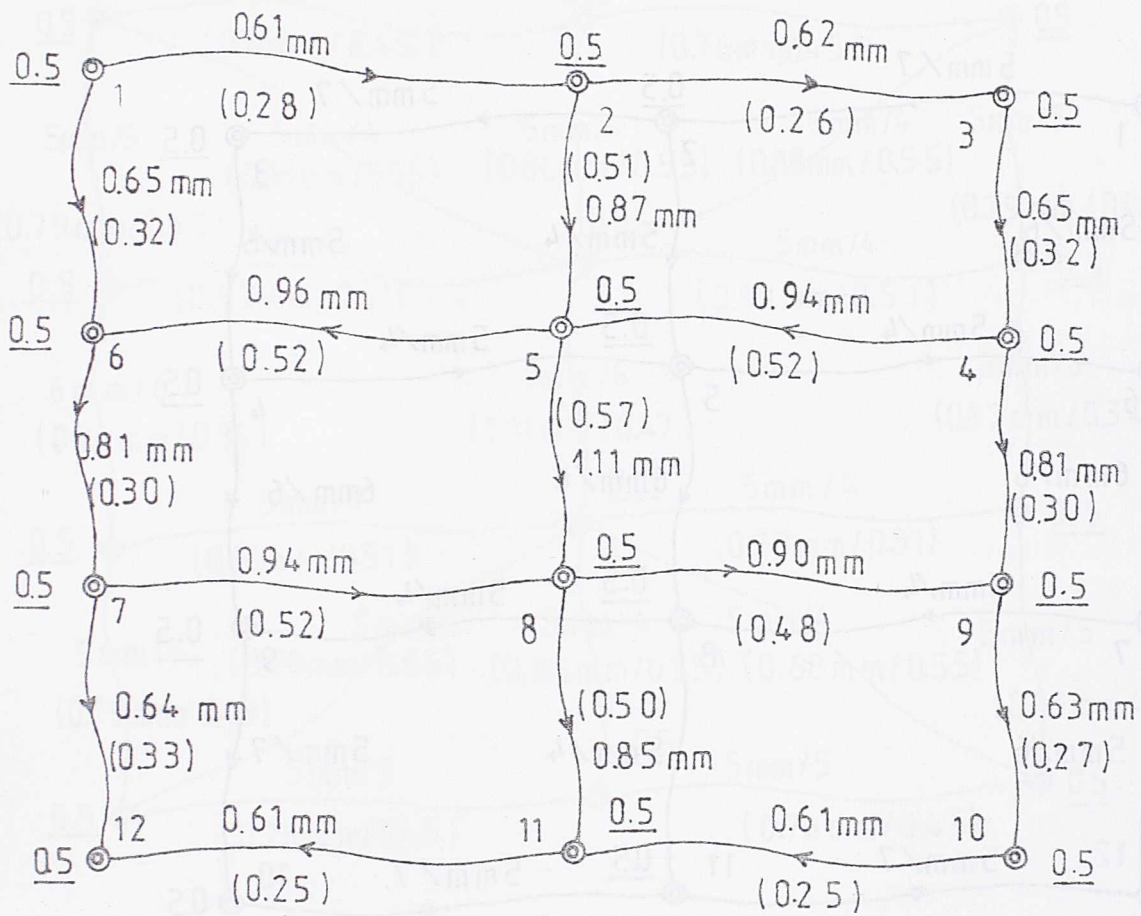 0.61 mm
0.62 mm
0.5
0.5
0.5
1
2
3
(0.28)
(0.26)
0.65 mm
(0.32)
(0.51)
0.87 mm
0.65 mm
(0.32)
0.96 mm
0.94 mm
0.5
0.5
0.5
6
5
4
(0.52)
(0.52)
0.81 mm
(0.30)
(0.57)
1.11 mm
0.81 mm
(0.30)
0.94 mm
0.90 mm
0.5
0.5
0.5
7
8
9
(0.52)
(0.48)
0.64 mm
(0.33)
(0.50)
0.85 mm
0.63 mm
(0.27)
12
0.61 mm
11
0.5
0.61 mm
10
0.5
0.5
(0.25)
(0.25)